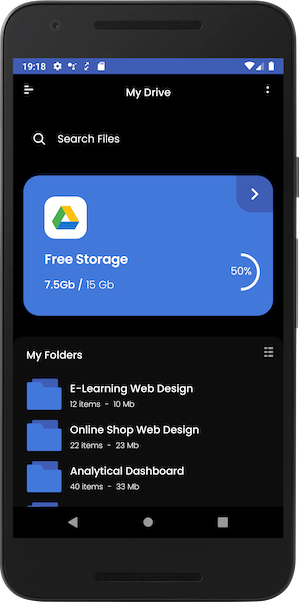 19:18
My Drive
Search Files
Free Storage
7.5Gb / 15 Gb
50%
My Folders
E-Learning Web Design
12 items - 10 Mb
Online Shop Web Design
22 items - 23 Mb
Analytical Dashboard
40 items - 33 Mb